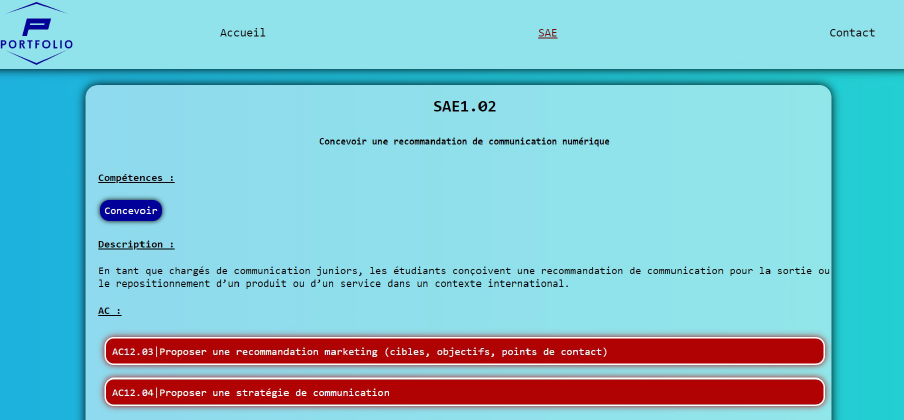 P
PORTFOLIO
Accueil
SAE
Contact
SAE1.02
Concevoir une recommandation de communication numérique
Compétences :
Concevoir
Description :
En tant que chargés de communication juniors, les étudiants conçoivent une recommandation de communication pour la sortie ou
le repositionnement d’un produit ou d’un service dans un contexte international.
AC :
AC12.03|Proposer une recommandation marketing (cibles, objectifs, points de contact)
AC12.04|Proposer une stratégie de communication